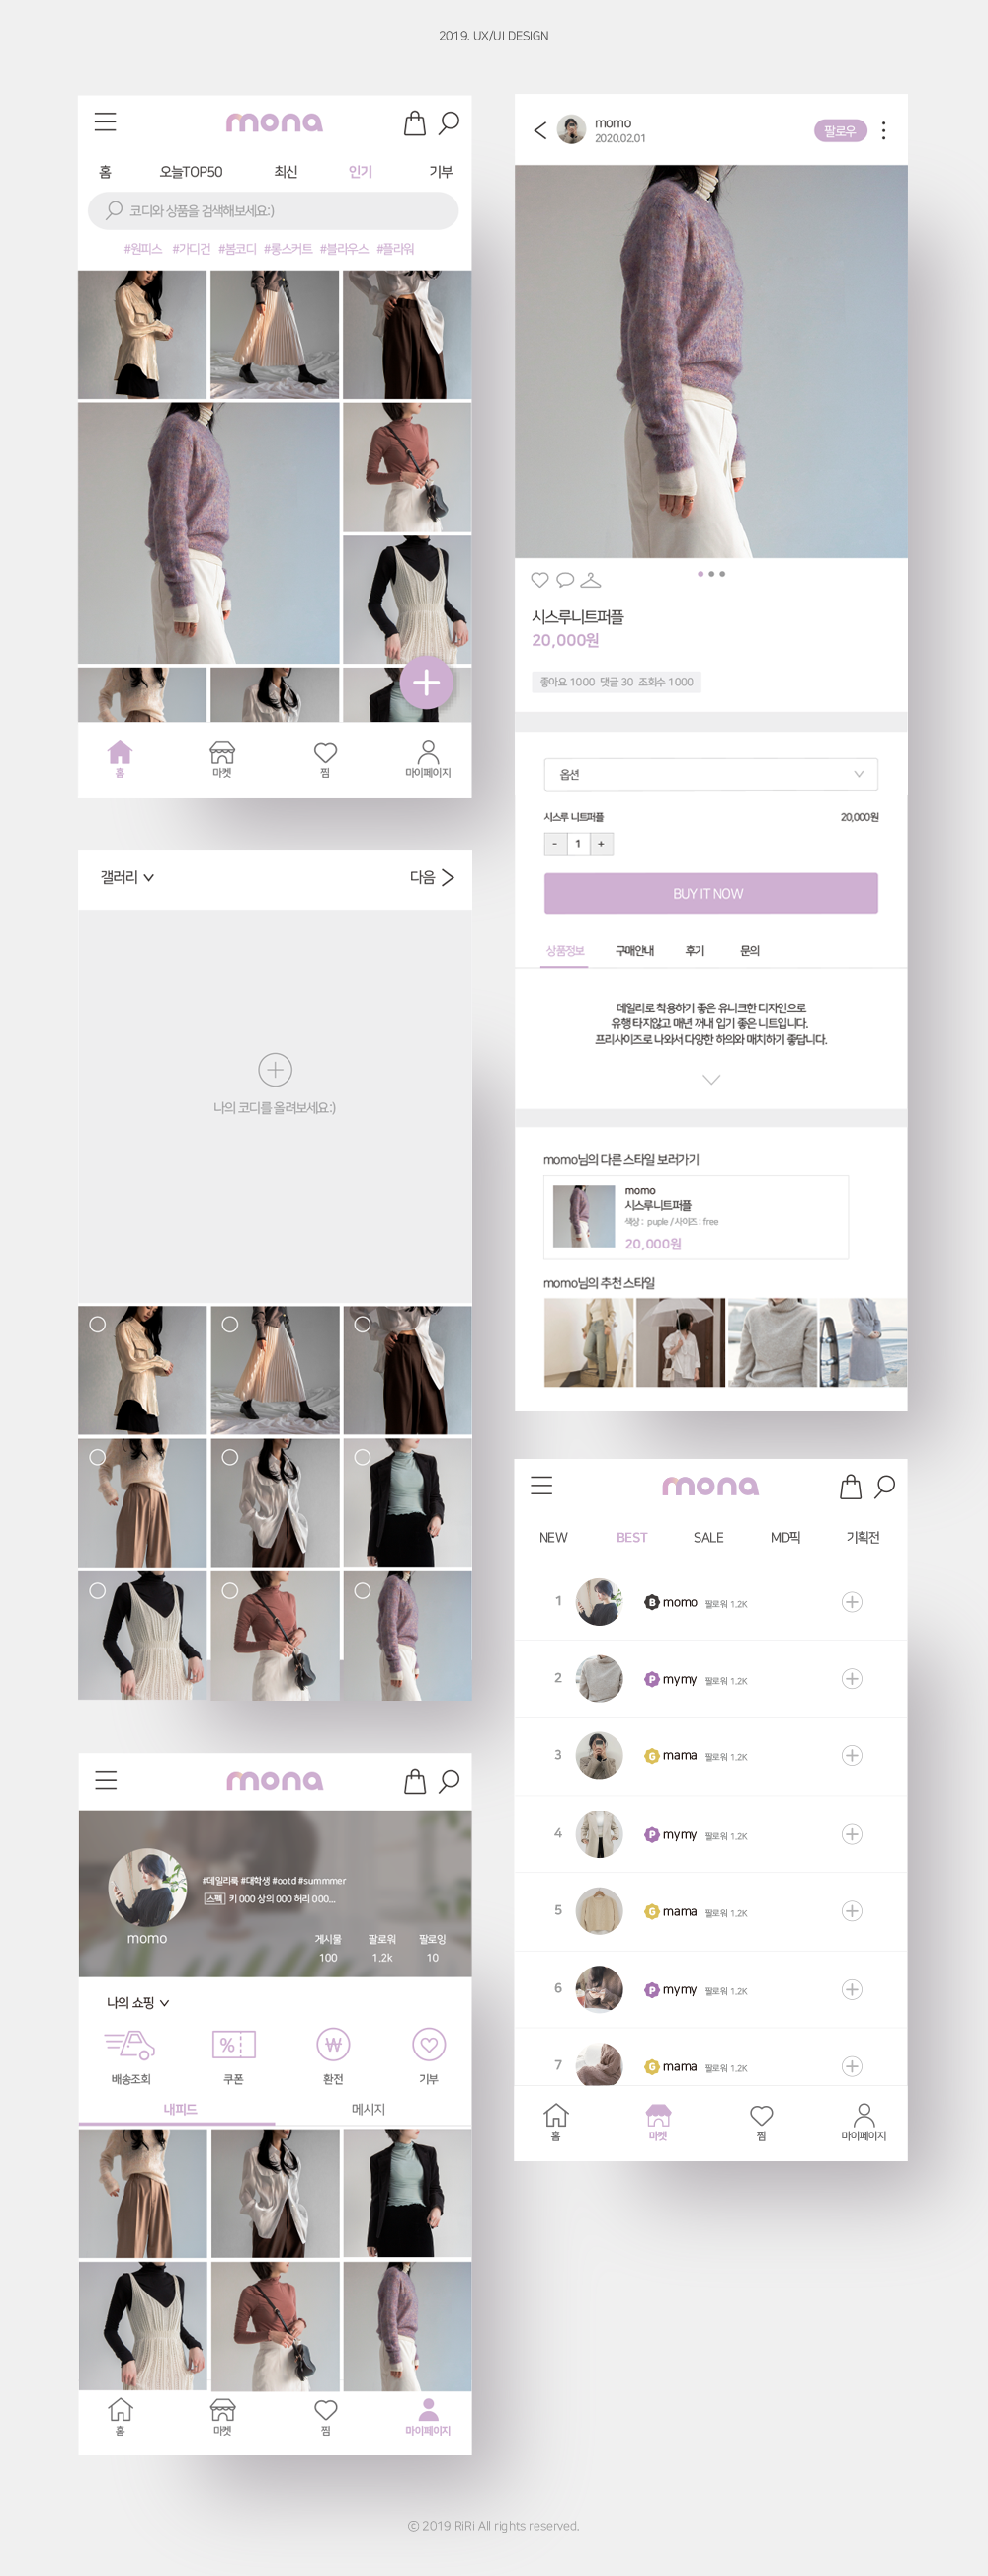 2019. UX/UI DESIGN
mona
홈 오늘TOP50 최신 인기 기부
코디와 상품을 검색해보세요:)
#원피스 #가디건 #봄코디 #롱스커트 #블라우스 #플라워
홈 마켓 찜 마이페이지
momo
2020.02.01
팔로우
시스루니트퍼플
20,000원
좋아요 1000 댓글 30 조회수 1000
옵션
시스루 니트퍼플 20,000원
- 1 +
BUY IT NOW
상품정보 구매안내 후기 문의
데일리로 착용하기 좋은 유니크한 디자인으로
유행 타지않고 매년 꺼내 입기 좋은 니트입니다.
프리사이즈로 나와서 다양한 하의와 매치하기 좋답니다.
momo님의 다른 스타일 보러가기
momo
시스루니트퍼플
색상 : puple / 사이즈 : free
20,000원
momo님의 추천 스타일
갤러리 다음
나의 코디를 올려보세요:)
mona
NEW BEST SALE MD픽 기획전
1 B momo 팔로워 1.2K
2 P mymy 팔로워 1.2K
3 G mama 팔로워 1.2K
4 P mymy 팔로워 1.2K
5 G mama 팔로워 1.2K
6 P mymy 팔로워 1.2K
7 G mama 팔로워 1.2K
홈 마켓 찜 마이페이지
mona
#데일리룩 #대학생 #ootd #summmer
스펙 키 000 상의 000 허리 000...
momo
게시물 팔로워 팔로잉
100 1.2k 10
나의 쇼핑
%
₩
배송조회 쿠폰 환전 기부
내피드 메시지
홈 마켓 찜 마이페이지
© 2019 RiRi All rights reserved.